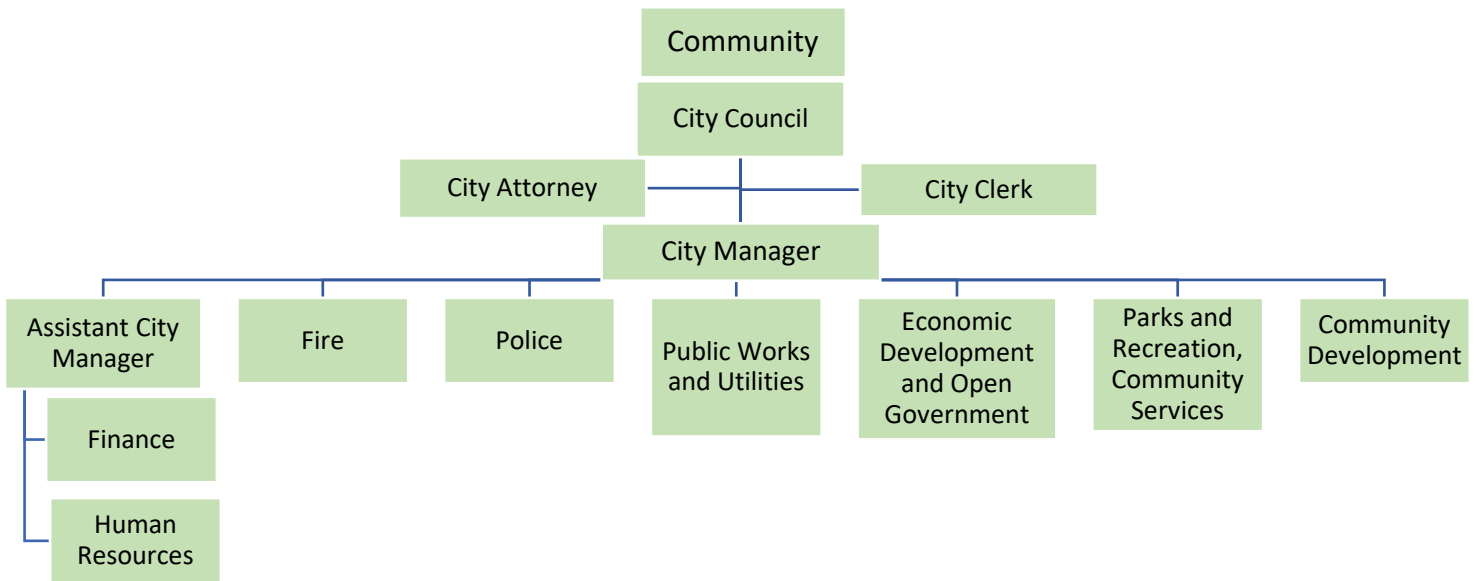 Community
City Council
City Attorney
City Clerk
City Manager
Assistant City
Manager
Fire
Police
Public Works
and Utilities
Economic
Development
and Open
Government
Parks and
Recreation,
Community
Services
Community
Development
Finance
Human
Resources